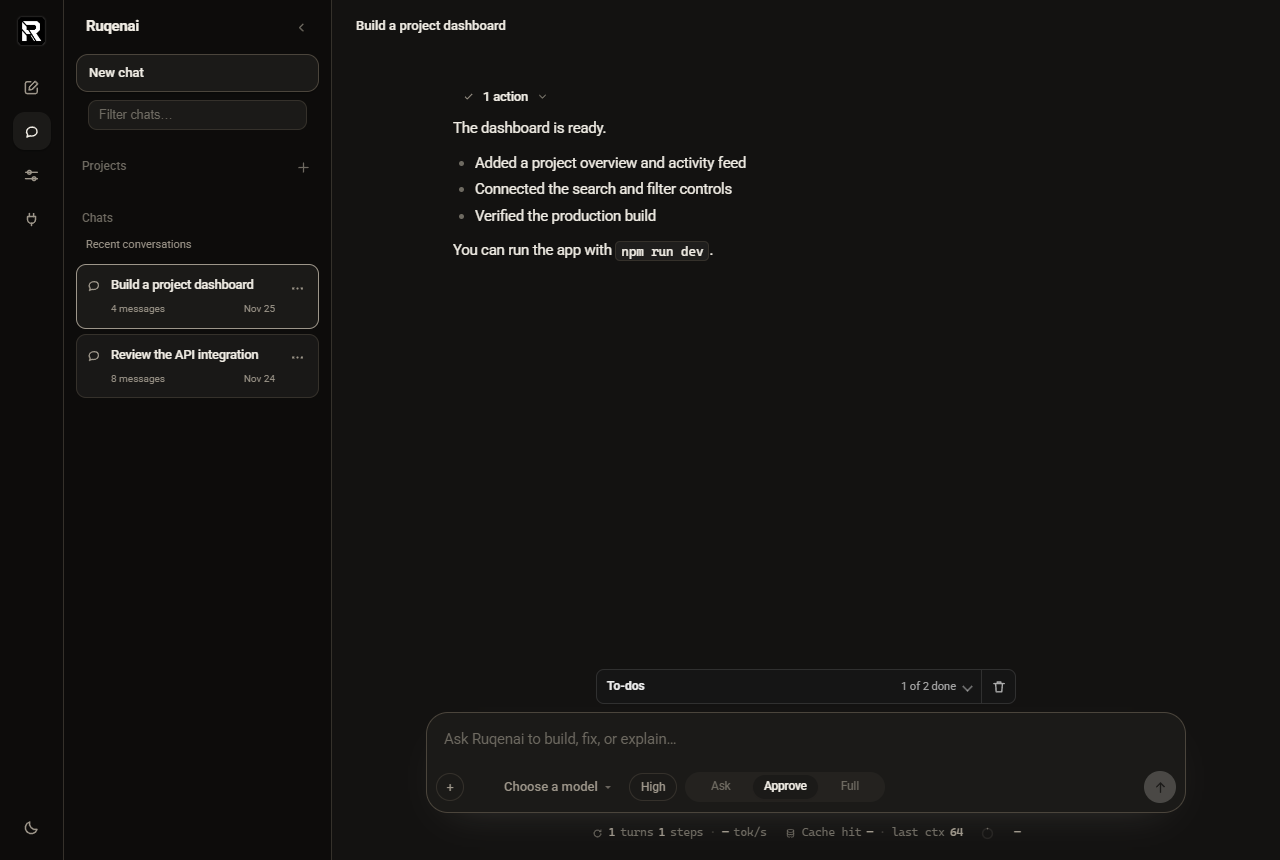 R
Ruqenai
New chat
Filter chats...
Projects
Chats
Recent conversations
Build a project dashboard
4 messages Nov 25
Review the API integration
8 messages Nov 24
Build a project dashboard
1 action
The dashboard is ready.
Added a project overview and activity feed
Connected the search and filter controls
Verified the production build
You can run the app with npm run dev.
To-dos 1 of 2 done
Ask Ruqenai to build, fix, or explain...
+ Choose a model High Ask Approve Full
1 turns 1 steps · — tok/s Cache hit — · last ctx 64 —